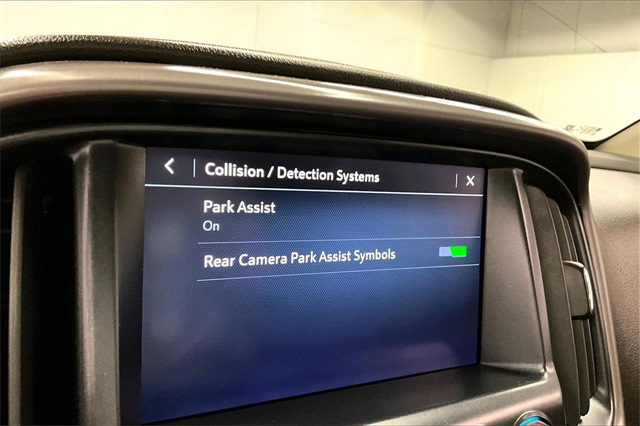 Collision / Detection Systems
Park Assist
On
Rear Camera Park Assist Symbols